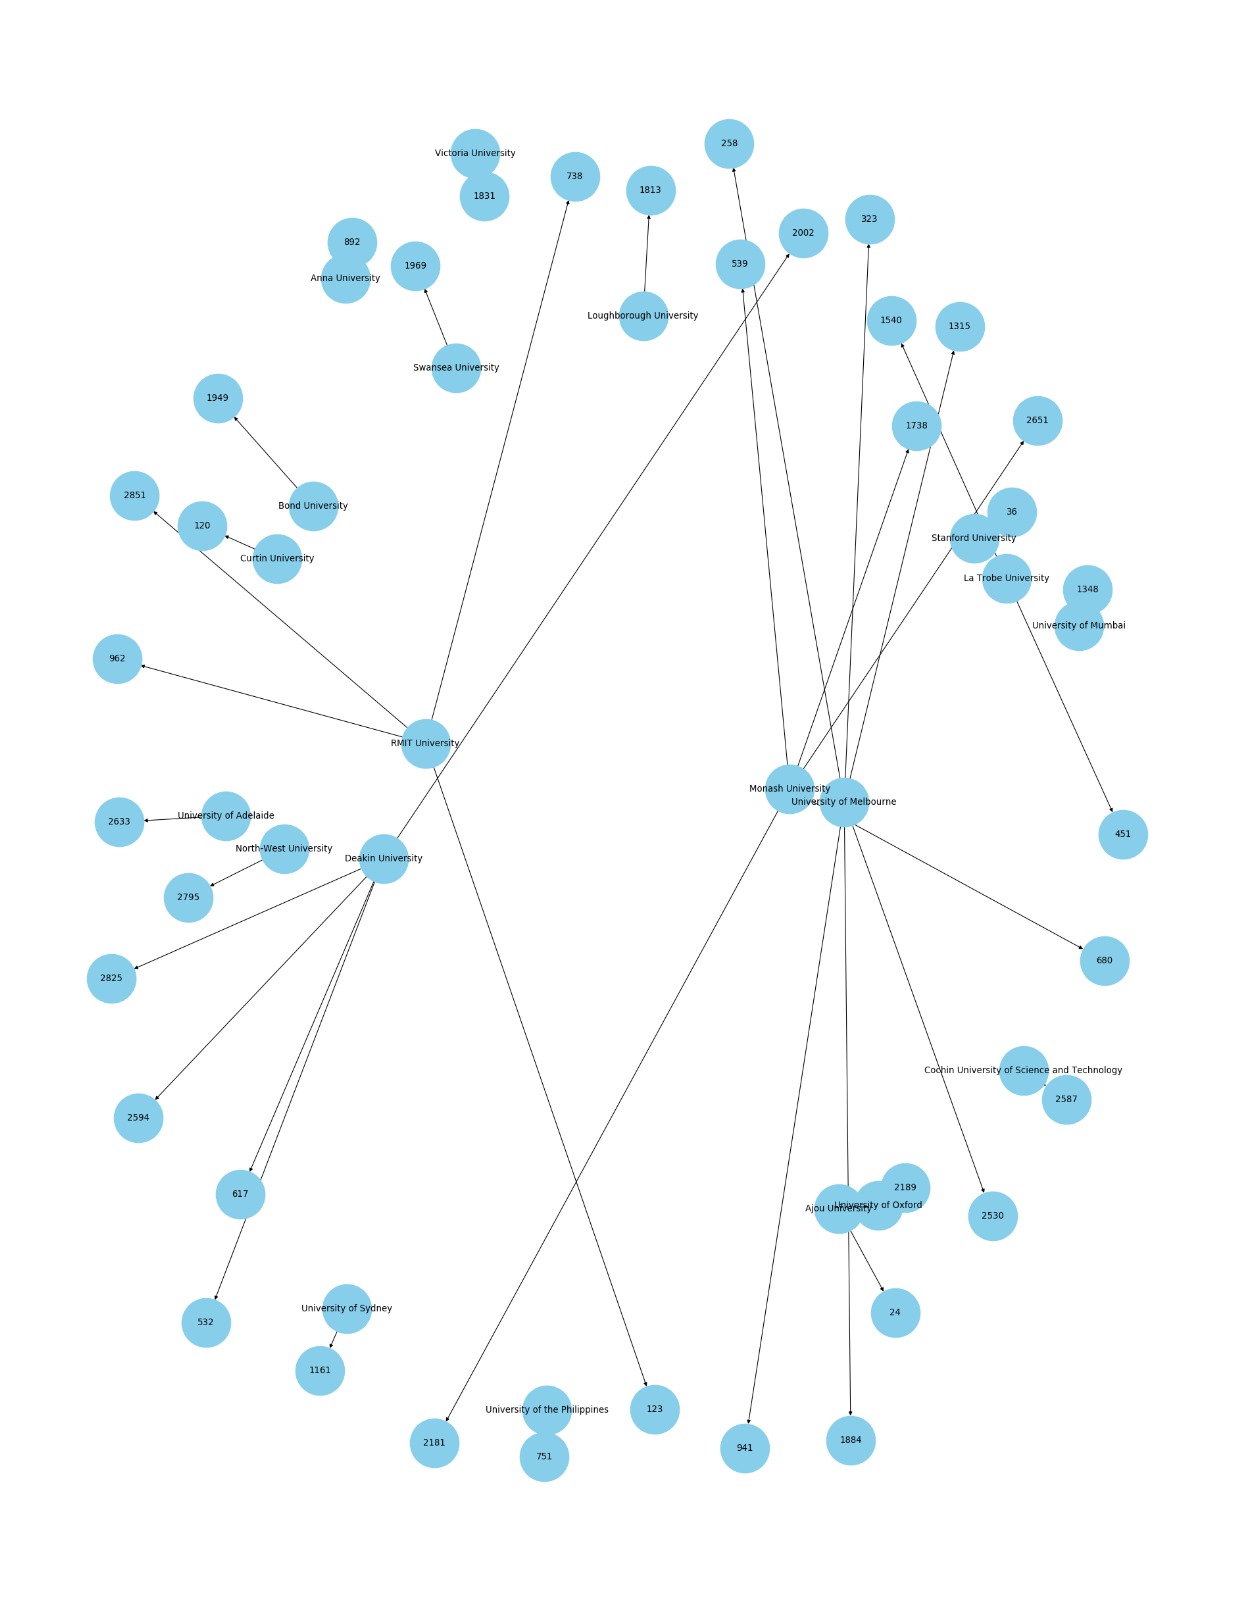 258
Victoria University
738
1813
1831
323
2002
892
539
1969
Anna University
Loughborough University
1540
1315
Swansea University
1949
2651
1738
2851
Bond University
36
120
Stanford University
Curtin University
La Trobe University
1348
University of Mumbai
962
RMIT University
Monash University
University of Melbourne
University of Adelaide
2633
451
North-West University
Deakin University
2795
680
2825
Cochin University of Science and Technology
2587
2594
2189
617
University of Oxford
Ajou University
2530
University of Sydney
24
532
1161
University of the Philippines
123
2181
1884
941
751